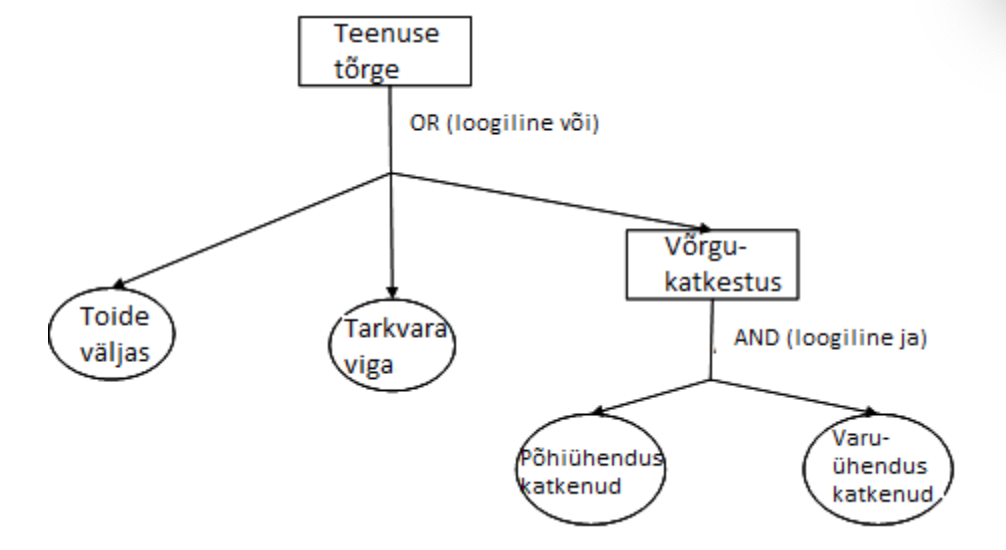 Teenuse
tõrge
OR (loogiline või)
Võrgu-
katkestus
Toide
väljas
Tarkvara
viga
AND (loogiline ja)
Põhiühendus
katkenud
Varu-
ühendus
katkenud